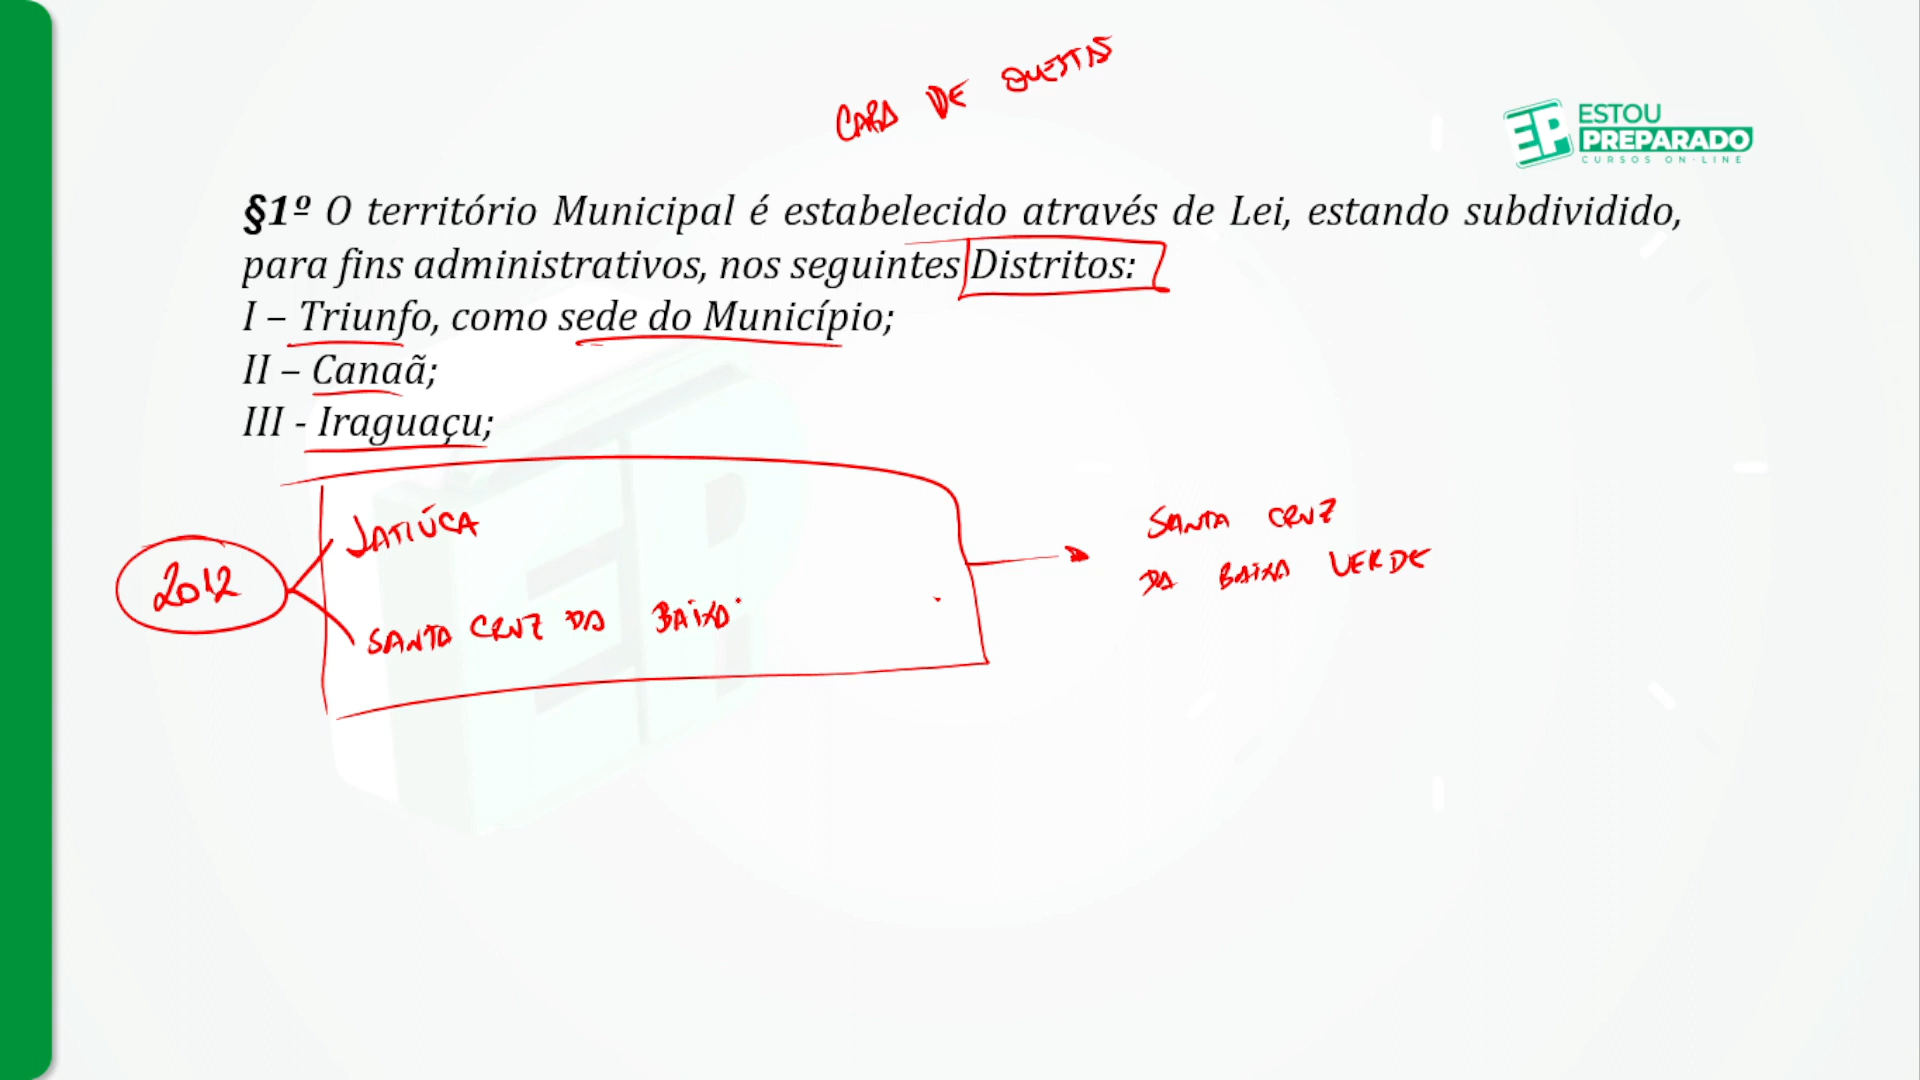 CARA DE QUESTÃO
ESTOU
PREPARADO
CURSOS ON-LINE
§1º O território Municipal é estabelecido através de Lei, estando subdividido,
para fins administrativos, nos seguintes Distritos:
I – Triunfo, como sede do Município;
II – Canaã;
III - Iraguaçu;
JATIÚCA
2012
SANTA CRUZ DA BAIXA
SANTA CRUZ
DA BAIXA VERDE